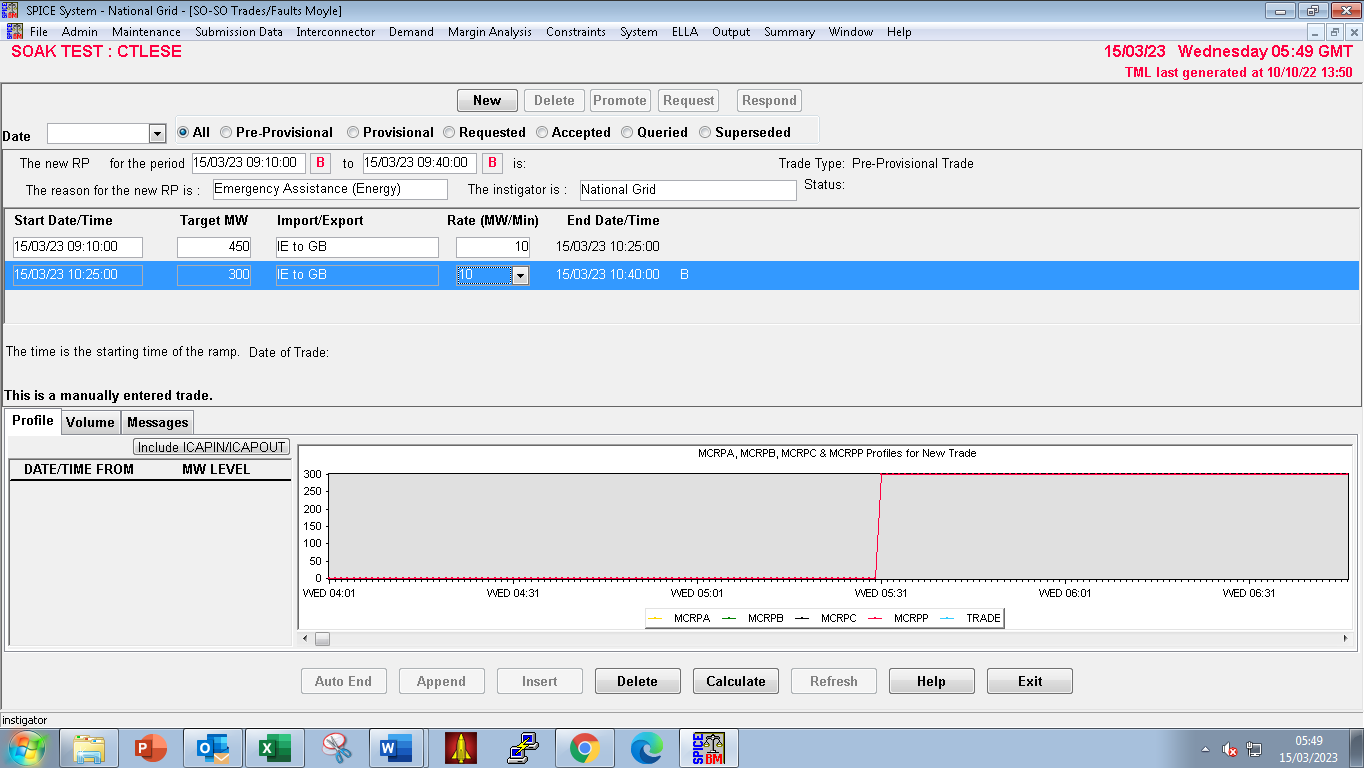 SPICE System - National Grid - [SO-SO Trades/Faults Moyle]
File Admin Maintenance Submission Data Interconnector Demand Margin Analysis Constraints System ELLA Output Summary Window Help
SOAK TEST : CTLESE 15/03/23 Wednesday 05:49 GMT
TML last generated at 10/10/22 13:50
New Delete Promote Request Respond
Date All Pre-Provisional Provisional Requested Accepted Queried Superseded
The new RP for the period 15/03/23 09:10:00 B to 15/03/23 09:40:00 B is: Trade Type: Pre-Provisional Trade
The reason for the new RP is : Emergency Assistance (Energy) The instigator is : National Grid Status:
Start Date/Time Target MW Import/Export Rate (MW/Min) End Date/Time
15/03/23 09:10:00 450 IE to GB 10 15/03/23 10:25:00
15/03/23 10:25:00 300 IE to GB 10 15/03/23 10:40:00 B
The time is the starting time of the ramp. Date of Trade:
This is a manually entered trade.
Profile Volume Messages
Include ICAPIN/ICAPOUT
DATE/TIME FROM MW LEVEL
MCRPA, MCRPB, MCRPC & MCRPP Profiles for New Trade
300
250
200
150
100
50
0
WED 04:01 WED 04:31 WED 05:01 WED 05:31 WED 06:01 WED 06:31
MCRPA MCRPB MCRPC MCRPP TRADE
Auto End Append Insert Delete Calculate Refresh Help Exit
instigator
SPICE BM
05:49
15/03/2023